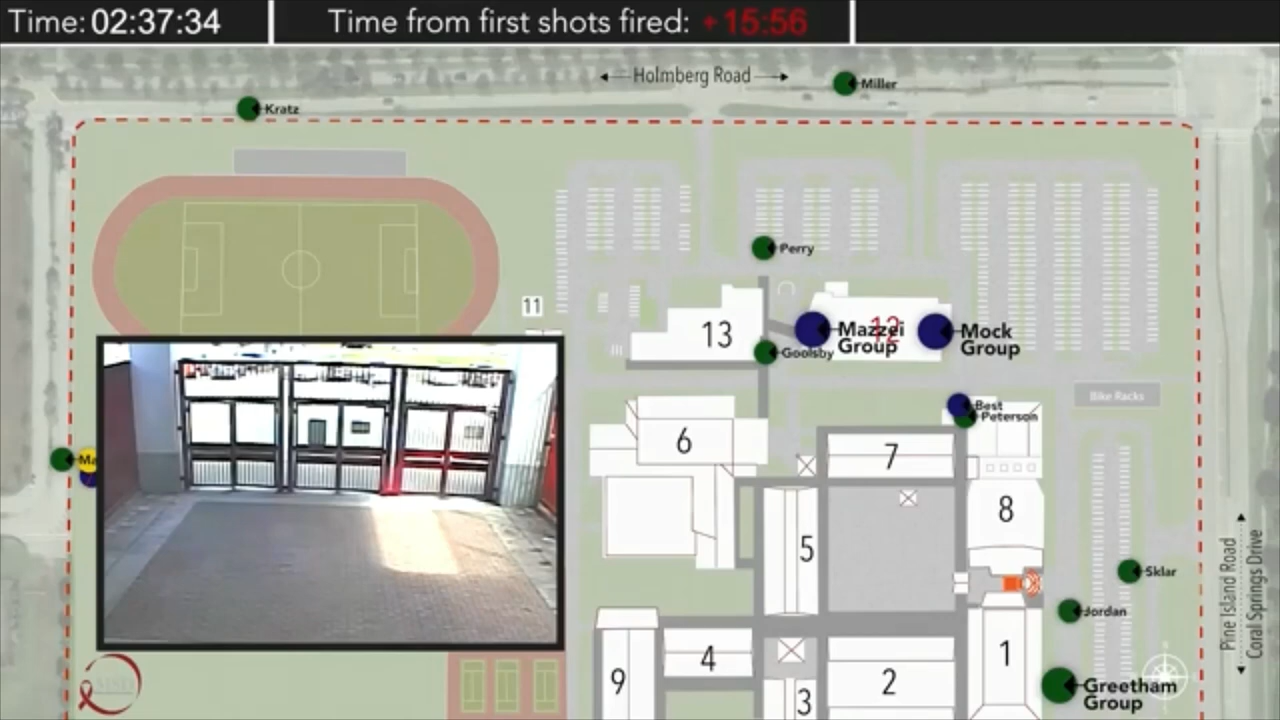 Time: 02:37:34
Time from first shots fired: +15:56
Holmberg Road
Miller
Kratz
Perry
11
13
12
Mazzei
Group
Mock
Group
Goolsby
Best
Peterson
Bike Racks
6
7
Ma
8
5
Sklar
Jordan
Pine Island Road
Coral Springs Drive
1
4
9
2
3
Greetham
Group